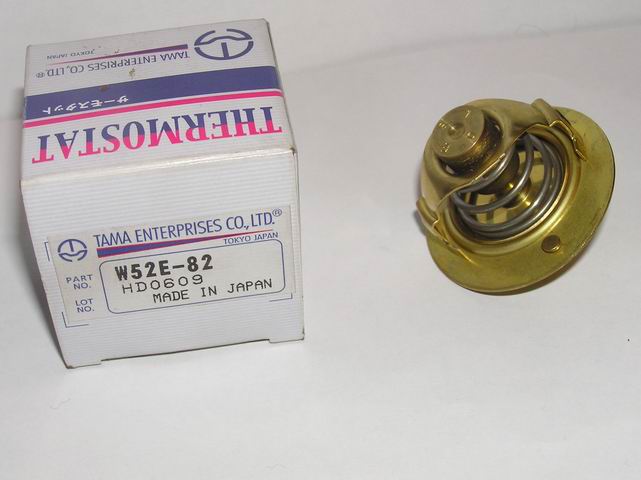 TAMA ENTERPRISES CO., LTD.®
TOKYO JAPAN
サーモスタット
THERMOSTAT
TAMA ENTERPRISES CO., LTD.®
TOKYO JAPAN
PART NO. W52E-82
LOT NO. HD0609
MADE IN JAPAN